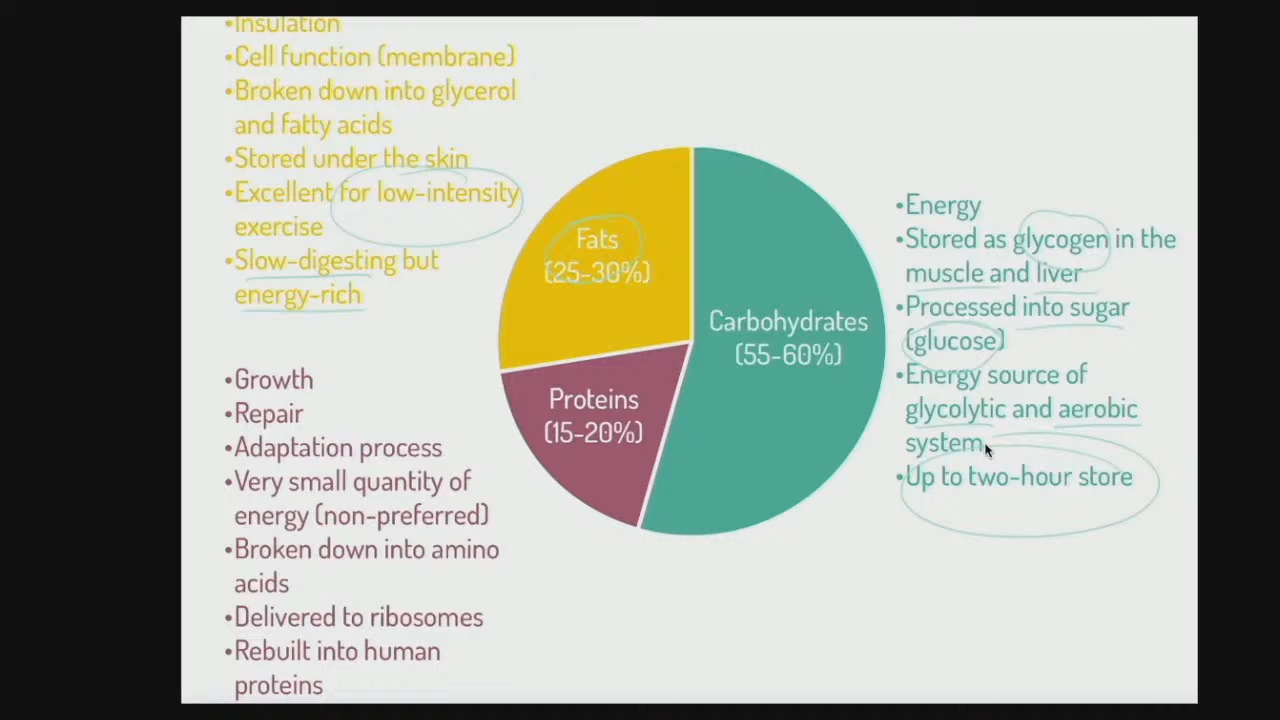 •Insulation
•Cell function (membrane)
•Broken down into glycerol
and fatty acids
•Stored under the skin
•Excellent for low-intensity
exercise
•Slow-digesting but
energy-rich
•Growth
•Repair
•Adaptation process
•Very small quantity of
energy (non-preferred)
•Broken down into amino
acids
•Delivered to ribosomes
•Rebuilt into human
proteins
Fats
(25-30%)
Proteins
(15-20%)
Carbohydrates
(55-60%)
•Energy
•Stored as glycogen in the
muscle and liver
•Processed into sugar
(glucose)
•Energy source of
glycolytic and aerobic
system
•Up to two-hour store